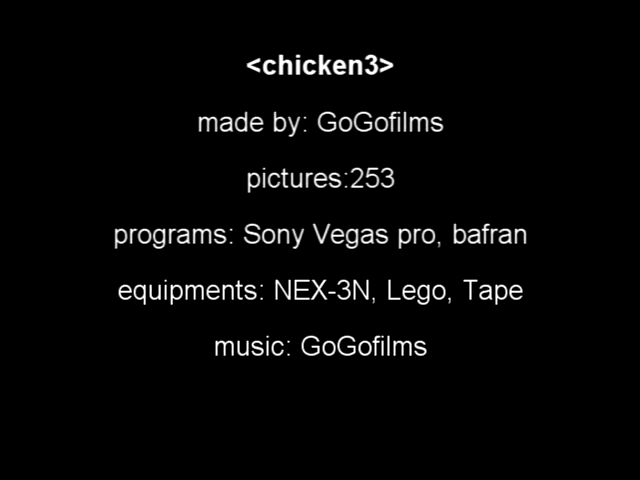 <chicken3>
made by: GoGofilms
pictures:253
programs: Sony Vegas pro, bafran
equipments: NEX-3N, Lego, Tape
music: GoGofilms